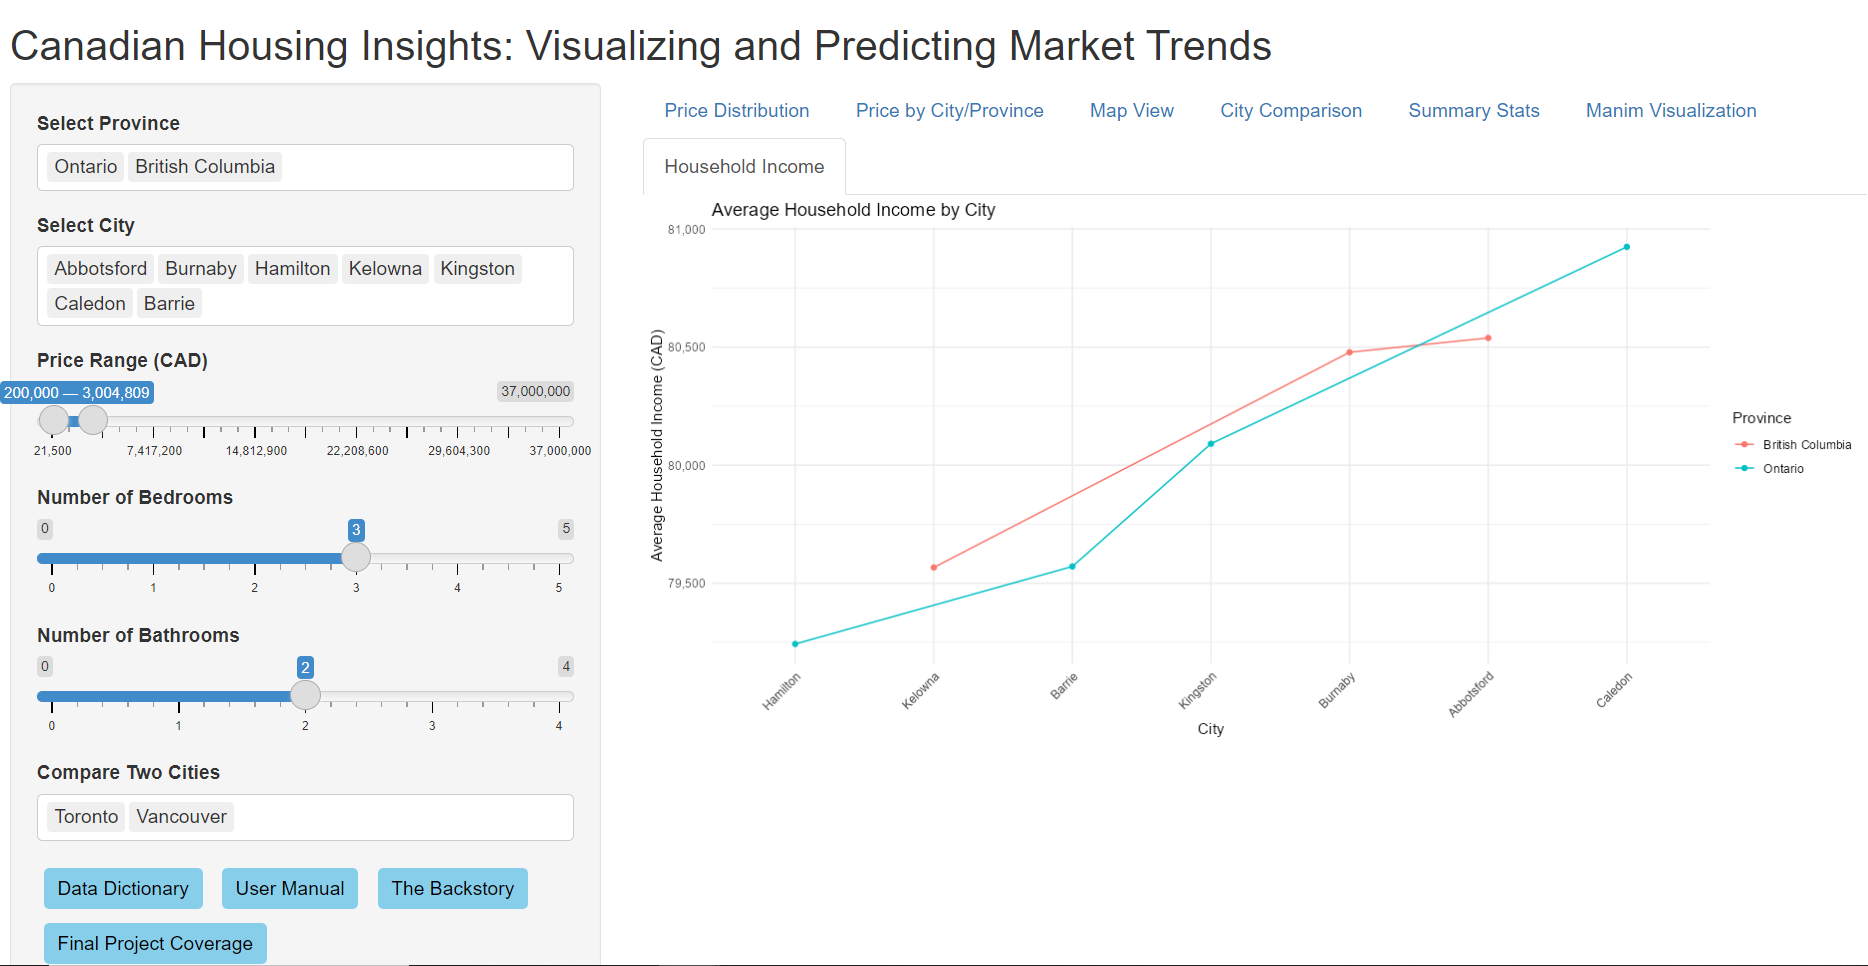 Canadian Housing Insights: Visualizing and Predicting Market Trends
Select Province
Ontario British Columbia
Select City
Abbotsford Burnaby Hamilton Kelowna Kingston
Caledon Barrie
Price Range (CAD)
200,000 — 3,004,809 37,000,000
21,500 7,417,200 14,812,900 22,208,600 29,604,300 37,000,000
Number of Bedrooms
0 3 5
0 1 2 3 4 5
Number of Bathrooms
0 2 4
0 1 2 3 4
Compare Two Cities
Toronto Vancouver
Data Dictionary User Manual The Backstory
Final Project Coverage
Price Distribution Price by City/Province Map View City Comparison Summary Stats Manim Visualization
Household Income
Average Household Income by City
Average Household Income (CAD)
81,000
80,500
80,000
79,500
Hamilton Kelowna Barrie Kingston Burnaby Abbotsford Caledon
City
Province
British Columbia
Ontario